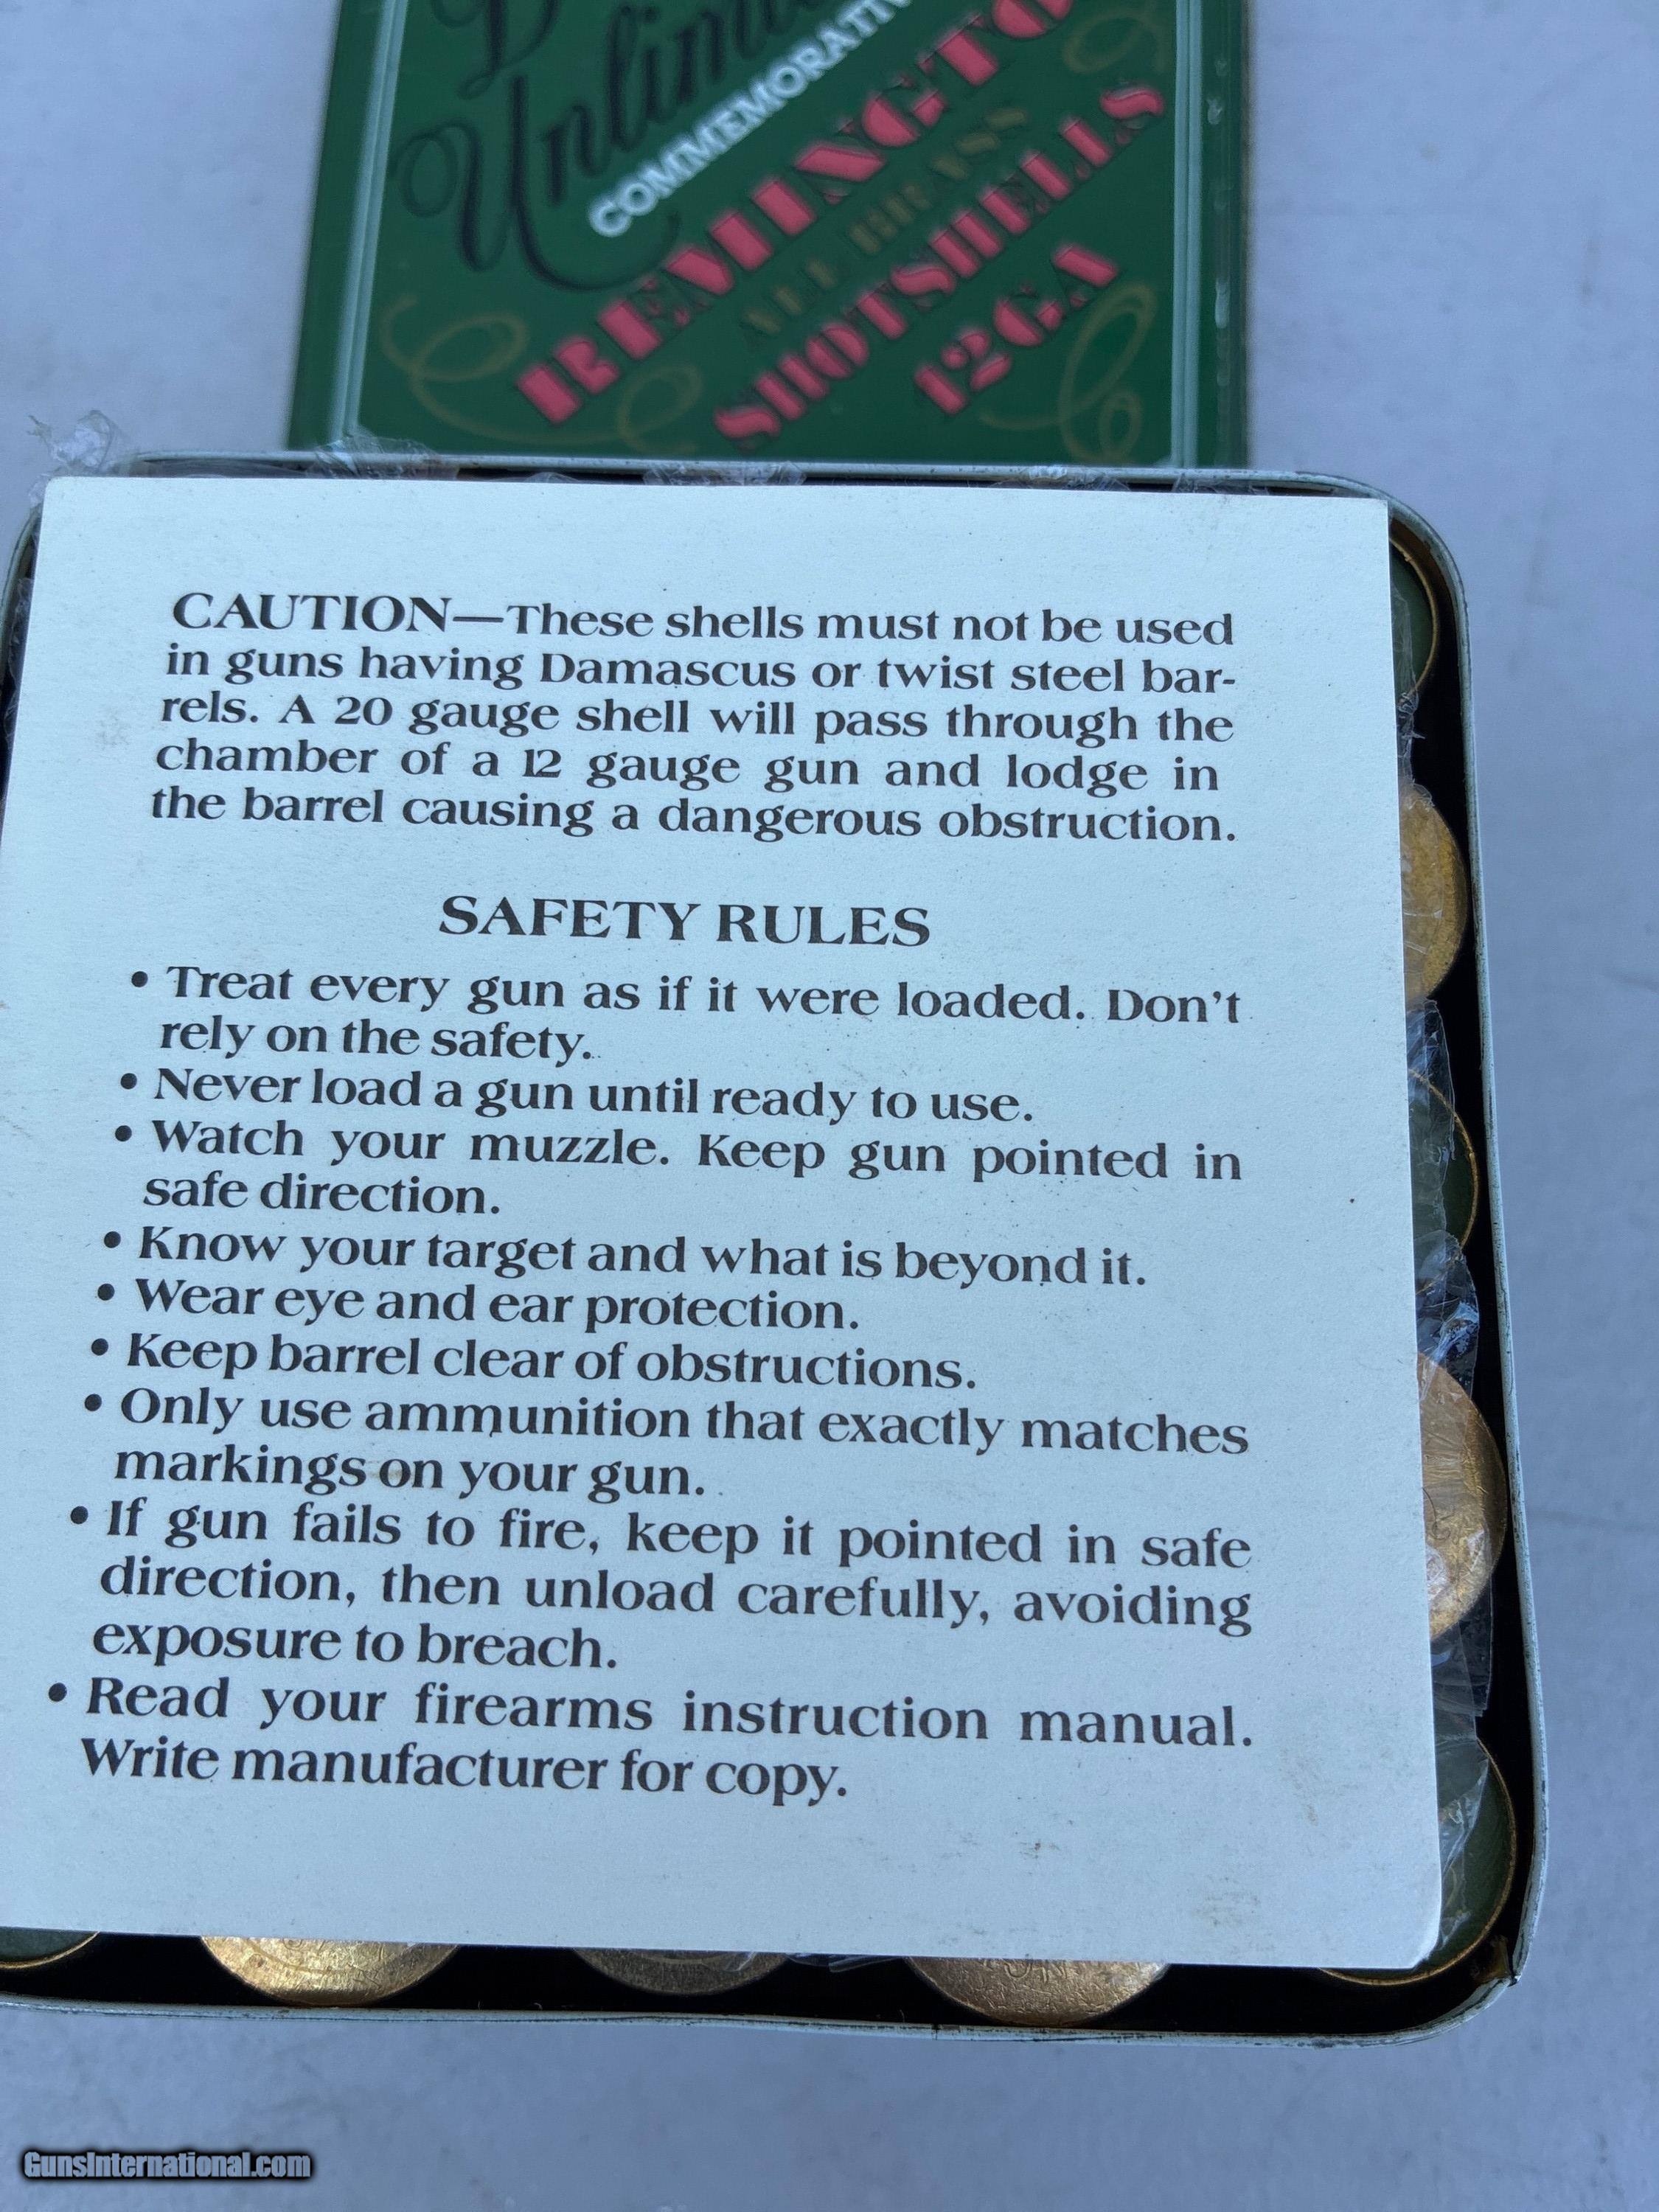 Unlim
COMMEMORATIV
REMINGTO
ALL BRASS
SHOTSHELLS
12GA
CAUTION—These shells must not be used
in guns having Damascus or twist steel bar-
rels. A 20 gauge shell will pass through the
chamber of a 12 gauge gun and lodge in
the barrel causing a dangerous obstruction.
SAFETY RULES
• Treat every gun as if it were loaded. Don't
rely on the safety.
• Never load a gun until ready to use.
• Watch your muzzle. Keep gun pointed in
safe direction.
• Know your target and what is beyond it.
• Wear eye and ear protection.
• Keep barrel clear of obstructions.
• Only use ammunition that exactly matches
markings on your gun.
• If gun fails to fire, keep it pointed in safe
direction, then unload carefully, avoiding
exposure to breach.
• Read your firearms instruction manual.
Write manufacturer for copy.
GunsInternational.com